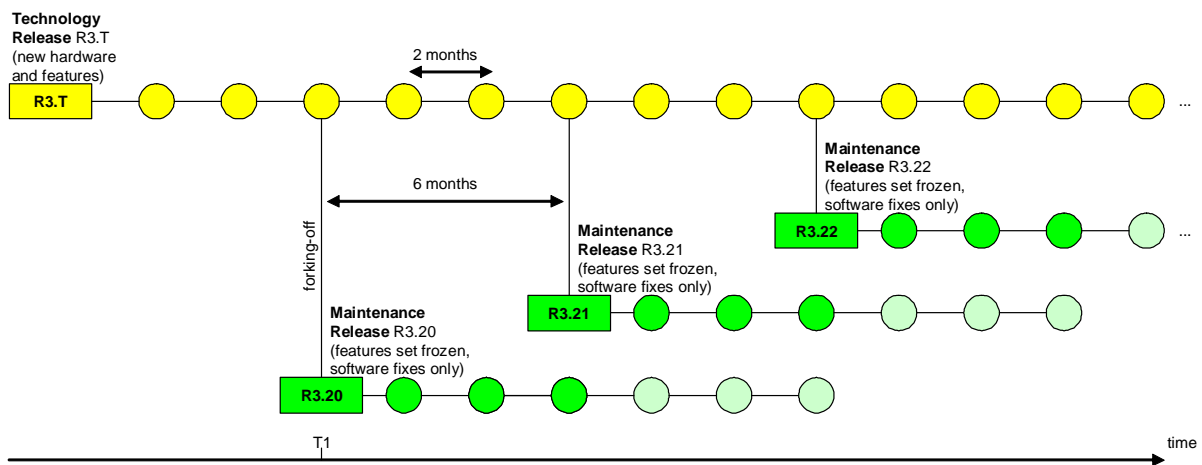 Technology
Release R3.T
(new hardware
and features)
R3.T
2 months
...
Maintenance
Release R3.22
(features set frozen,
software fixes only)
R3.22
...
6 months
forking-off
Maintenance
Release R3.21
(features set frozen,
software fixes only)
R3.21
Maintenance
Release R3.20
(features set frozen,
software fixes only)
R3.20
T1
time